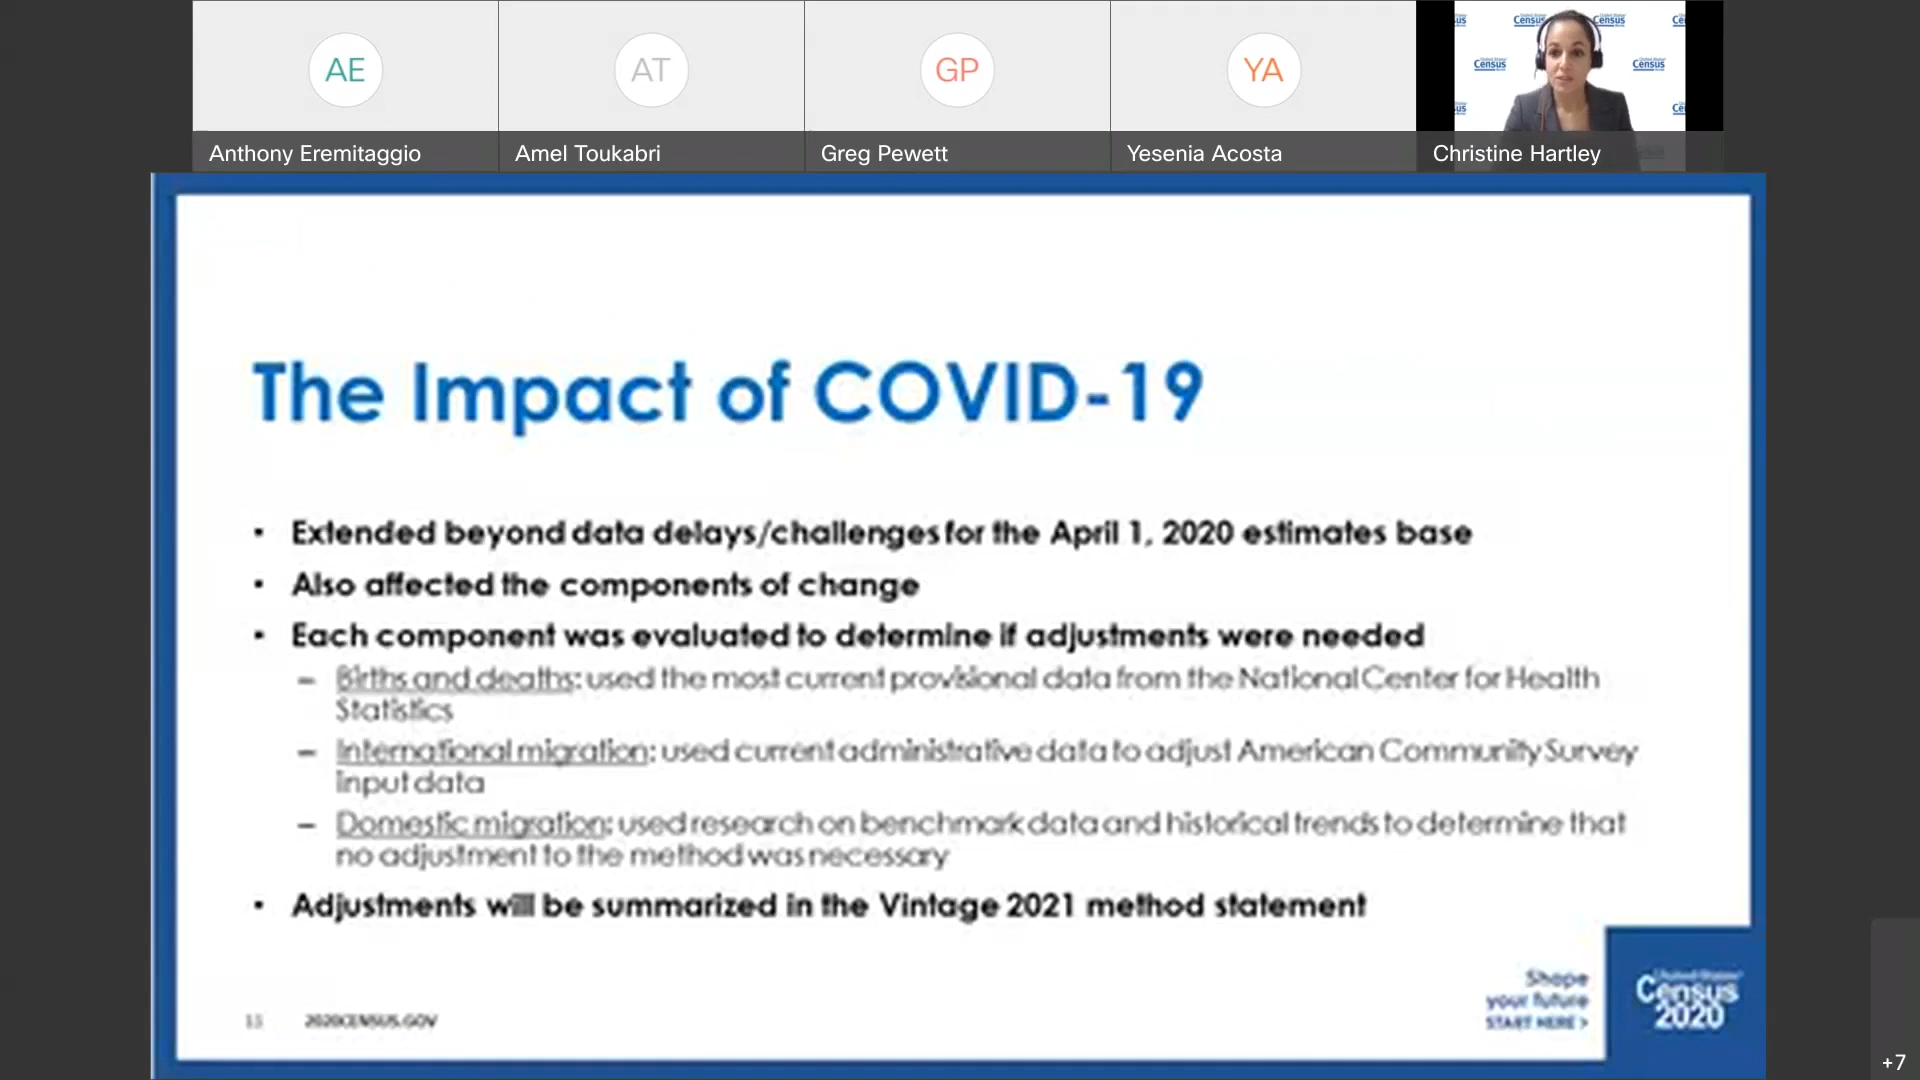 AE
AT
GP
YA
Census
Census
Census
Census
Anthony Eremitaggio
Amel Toukabri
Greg Pewett
Yesenia Acosta
Christine Hartley
The Impact of COVID-19
• Extended beyond data delays/challenges for the April 1, 2020 estimates base
• Also affected the components of change
• Each component was evaluated to determine if adjustments were needed
– Births and deaths: used the most current provisional data from the National Center for Health
Statistics
– International migration: used current administrative data to adjust American Community Survey
input data
– Domestic migration: used research on benchmark data and historical trends to determine that
no adjustment to the method was necessary
• Adjustments will be summarized in the Vintage 2021 method statement
Shape
your future
START HERE >
United States
Census
2020
2020CENSUS.GOV
+7